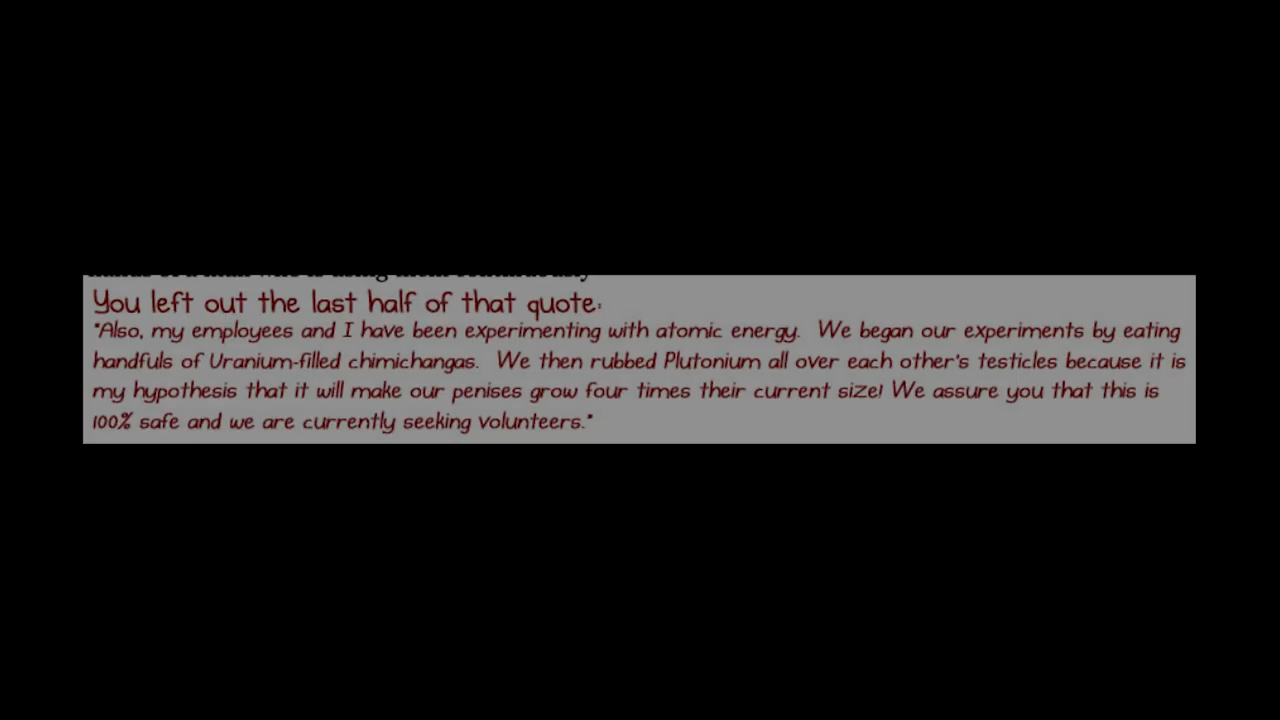 You left out the last half of that quote:
"Also, my employees and I have been experimenting with atomic energy. We began our experiments by eating
handfuls of Uranium-filled chimichangas. We then rubbed Plutonium all over each other's testicles because it is
my hypothesis that it will make our penises grow four times their current size! We assure you that this is
100% safe and we are currently seeking volunteers."